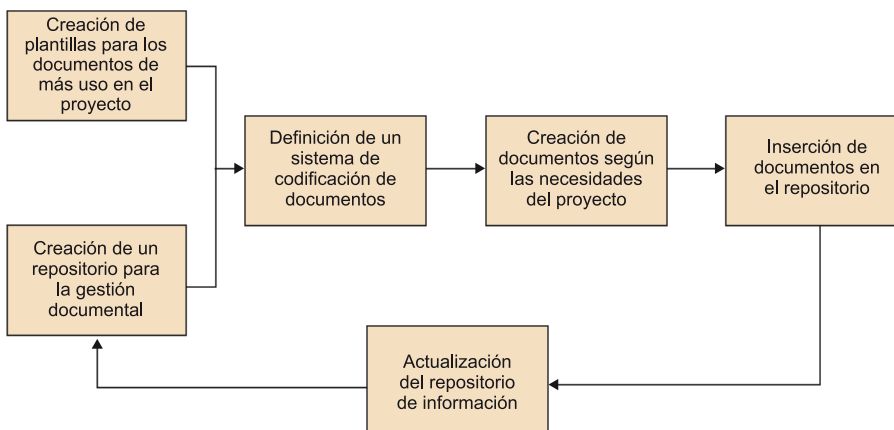 Creación de
plantillas para los
documentos de
más uso en el
proyecto
Definición de un
sistema de
codificación de
documentos
Creación de
documentos según
las necesidades
del proyecto
Inserción de
documentos en
el repositorio
Creación de un
repositorio para
la gestión
documental
Actualización
del repositorio
de información